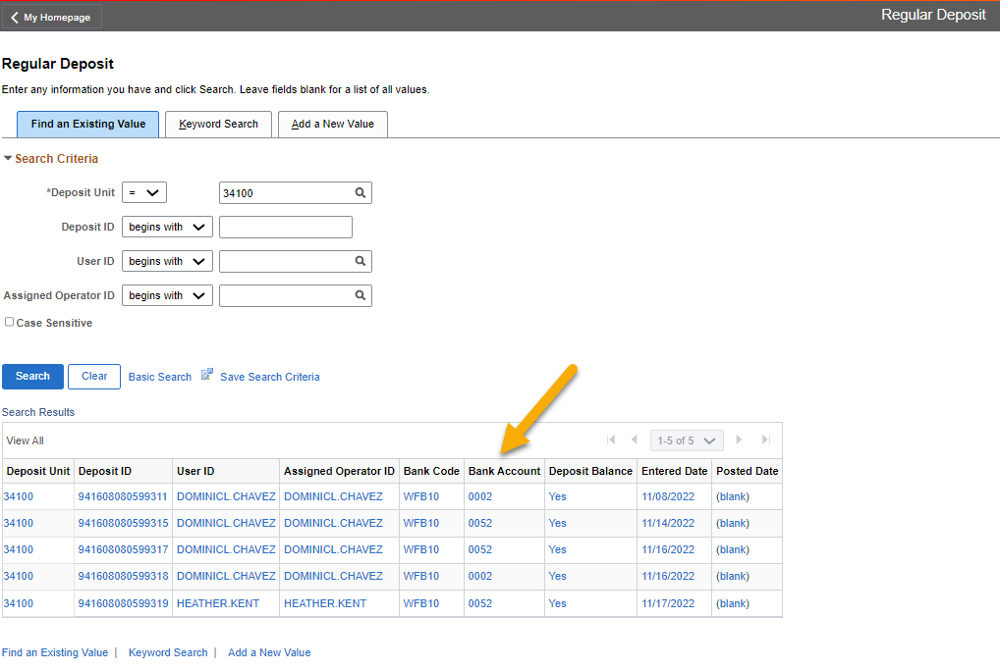 My Homepage Regular Deposit
Regular Deposit
Enter any information you have and click Search. Leave fields blank for a list of all values.
Find an Existing Value Keyword Search Add a New Value
Search Criteria
*Deposit Unit = 34100
Deposit ID begins with
User ID begins with
Assigned Operator ID begins with
Case Sensitive
Search Clear Basic Search Save Search Criteria
Search Results
View All 1-5 of 5
Deposit Unit Deposit ID User ID Assigned Operator ID Bank Code Bank Account Deposit Balance Entered Date Posted Date
34100 941608080599311 DOMINICL.CHAVEZ DOMINICL.CHAVEZ WFB10 0002 Yes 11/08/2022 (blank)
34100 941608080599315 DOMINICL.CHAVEZ DOMINICL.CHAVEZ WFB10 0052 Yes 11/14/2022 (blank)
34100 941608080599317 DOMINICL.CHAVEZ DOMINICL.CHAVEZ WFB10 0052 Yes 11/16/2022 (blank)
34100 941608080599318 DOMINICL.CHAVEZ DOMINICL.CHAVEZ WFB10 0002 Yes 11/16/2022 (blank)
34100 941608080599319 HEATHER.KENT HEATHER.KENT WFB10 0052 Yes 11/17/2022 (blank)
Find an Existing Value | Keyword Search | Add a New Value